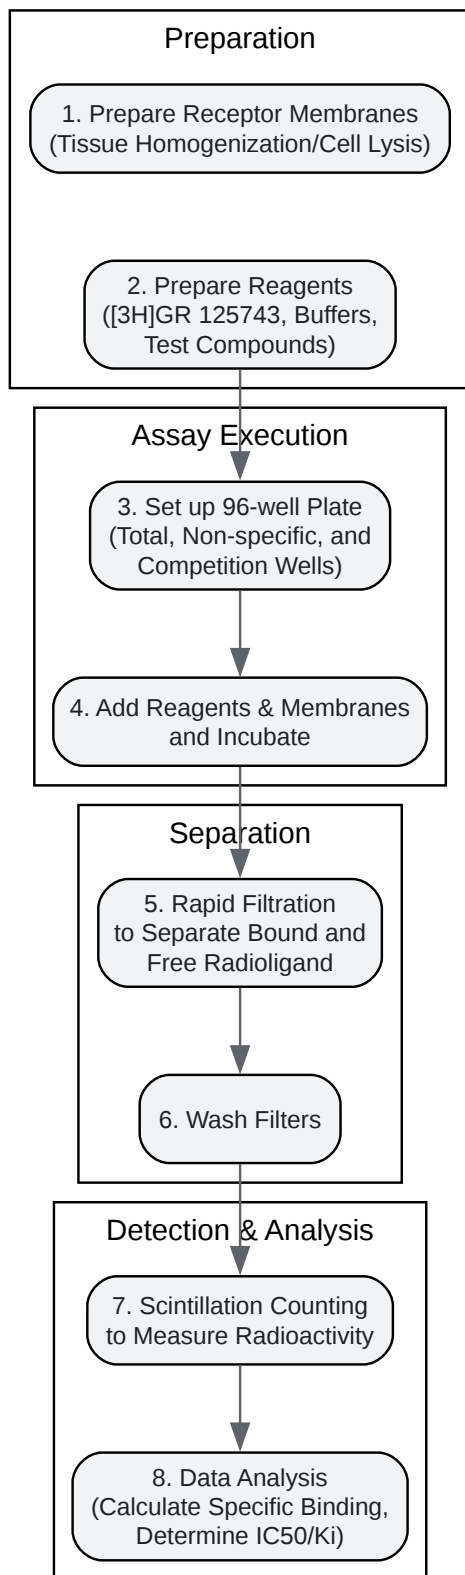 Preparation
1. Prepare Receptor Membranes
(Tissue Homogenization/Cell Lysis)
2. Prepare Reagents
([3H]GR 125743, Buffers,
Test Compounds)
Assay Execution
3. Set up 96-well Plate
(Total, Non-specific, and
Competition Wells)
4. Add Reagents & Membranes
and Incubate
Separation
5. Rapid Filtration
to Separate Bound and
Free Radioligand
6. Wash Filters
Detection & Analysis
7. Scintillation Counting
to Measure Radioactivity
8. Data Analysis
(Calculate Specific Binding,
Determine IC50/Ki)